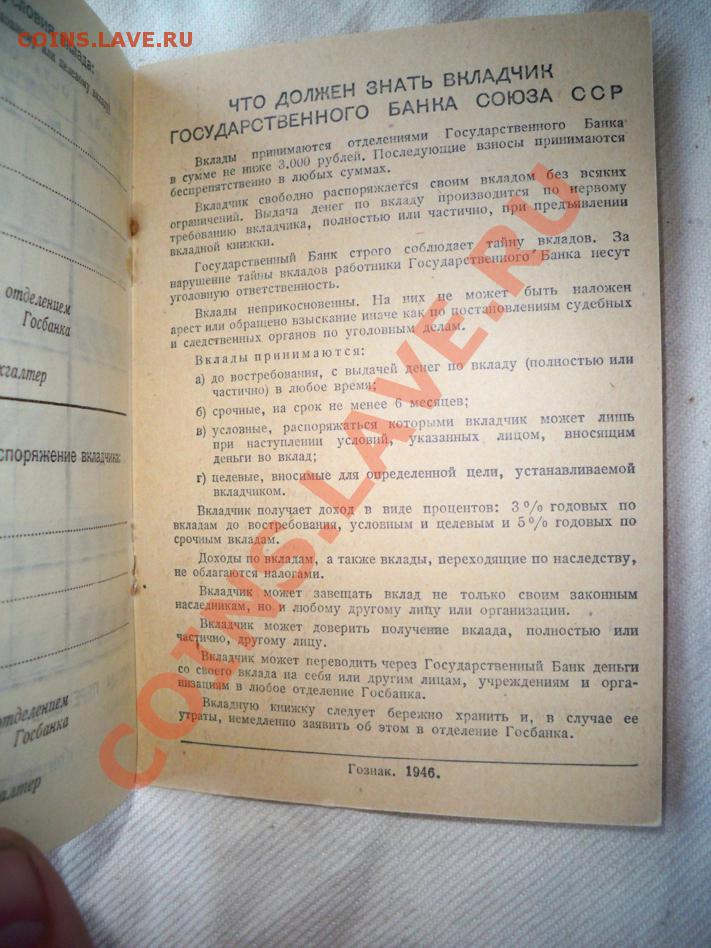 COINS.LAVE.RU
условия вклада:
или целевому вкладу
отделением
Госбанка
хгалтер
споряжение вкладчика:
отделением
Госбанка
алтер
ЧТО ДОЛЖЕН ЗНАТЬ ВКЛАДЧИК
ГОСУДАРСТВЕННОГО БАНКА СОЮЗА ССР
Вклады принимаются отделениями Государственного Банка
в сумме не ниже 3.000 рублей. Последующие взносы принимаются
беспрепятственно в любых суммах.
Вкладчик свободно распоряжается своим вкладом без всяких
ограничений. Выдача денег по вкладу производится по первому
требованию вкладчика, полностью или частично, при предъявлении
вкладной книжки.
Государственный Банк строго соблюдает тайну вкладов. За
нарушение тайны вкладов работники Государственного Банка несут
уголовную ответственность.
Вклады неприкосновенны. На них не может быть наложен
арест или обращено взыскание иначе как по постановлениям судебных
и следственных органов по уголовным делам.
Вклады принимаются:
а) до востребования, с выдачей денег по вкладу (полностью или
частично) в любое время;
б) срочные, на срок не менее 6 месяцев;
в) условные, распоряжаться которыми вкладчик может лишь
при наступлении условий, указанных лицом, вносящим
деньги во вклад;
г) целевые, вносимые для определенной цели, устанавливаемой
вкладчиком.
Вкладчик получает доход в виде процентов: 3% годовых по
вкладам до востребования, условным и целевым и 5% годовых по
срочным вкладам.
Доходы по вкладам, а также вклады, переходящие по наследству,
не облагаются налогами.
Вкладчик может завещать вклад не только своим законным
наследникам, но и любому другому лицу или организации.
Вкладчик может доверить получение вклада, полностью или
частично, другому лицу.
Вкладчик может переводить через Государственный Банк деньги
со своего вклада на себя или другим лицам, учреждениям и орга-
низациям в любое отделение Госбанка.
Вкладную книжку следует бережно хранить и, в случае ее
утраты, немедленно заявить об этом в отделение Госбанка.
Гознак. 1946.
COINS.LAVE.RU